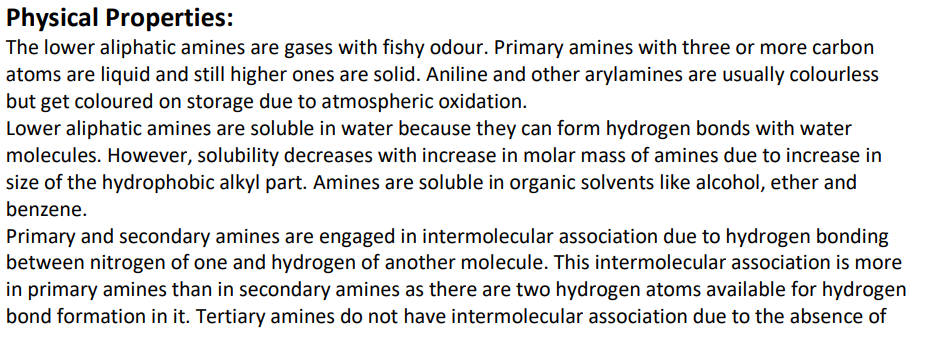 Physical Properties:
The lower aliphatic amines are gases with fishy odour. Primary amines with three or more carbon
atoms are liquid and still higher ones are solid. Aniline and other arylamines are usually colourless
but get coloured on storage due to atmospheric oxidation.
Lower aliphatic amines are soluble in water because they can form hydrogen bonds with water
molecules. However, solubility decreases with increase in molar mass of amines due to increase in
size of the hydrophobic alkyl part. Amines are soluble in organic solvents like alcohol, ether and
benzene.
Primary and secondary amines are engaged in intermolecular association due to hydrogen bonding
between nitrogen of one and hydrogen of another molecule. This intermolecular association is more
in primary amines than in secondary amines as there are two hydrogen atoms available for hydrogen
bond formation in it. Tertiary amines do not have intermolecular association due to the absence of